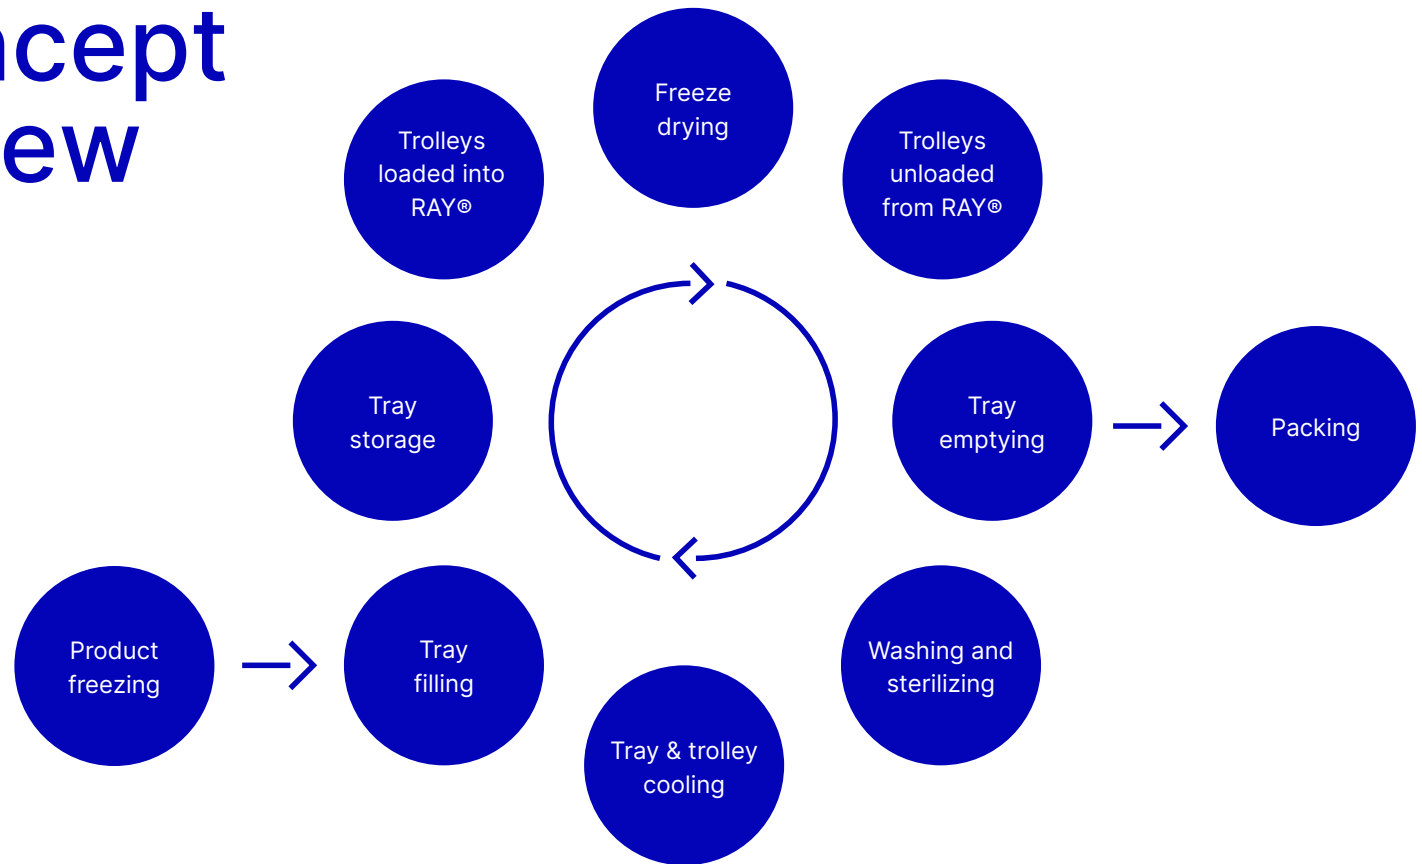 ncept
ew
Freeze
drying
Trolleys
loaded into
RAY®
Trolleys
unloaded
from RAY®
Tray
storage
Tray
emptying
Packing
Product
freezing
Tray
filling
Washing and
sterilizing
Tray & trolley
cooling